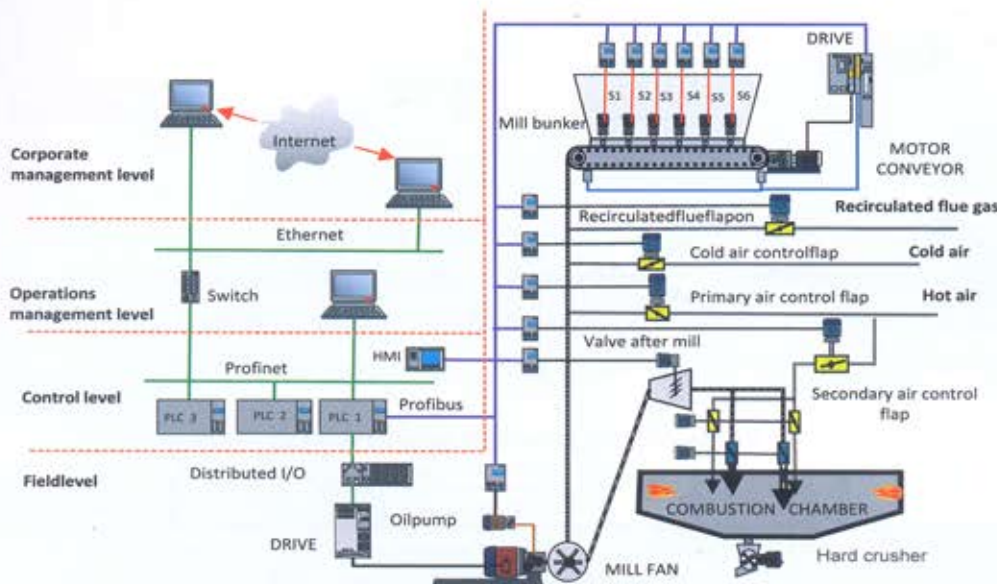 Corporate
management level
Internet
Ethernet
Operations
management level
Switch
Control level
HMI
Profinet
Profibus
PLC 3
PLC 2
PLC 1
Fieldlevel
Distributed I/O
DRIVE
Oilpump
MILL FAN
DRIVE
S1
S2
S3
S4
S5
S6
Mill bunker
MOTOR
CONVEYOR
Recirculated flue gas
Recirculatedflueflapon
Cold air
Cold air controlflap
Hot air
Primary air control flap
Valve after mill
Secondary air control
flap
COMBUSTION CHAMBER
Hard crusher